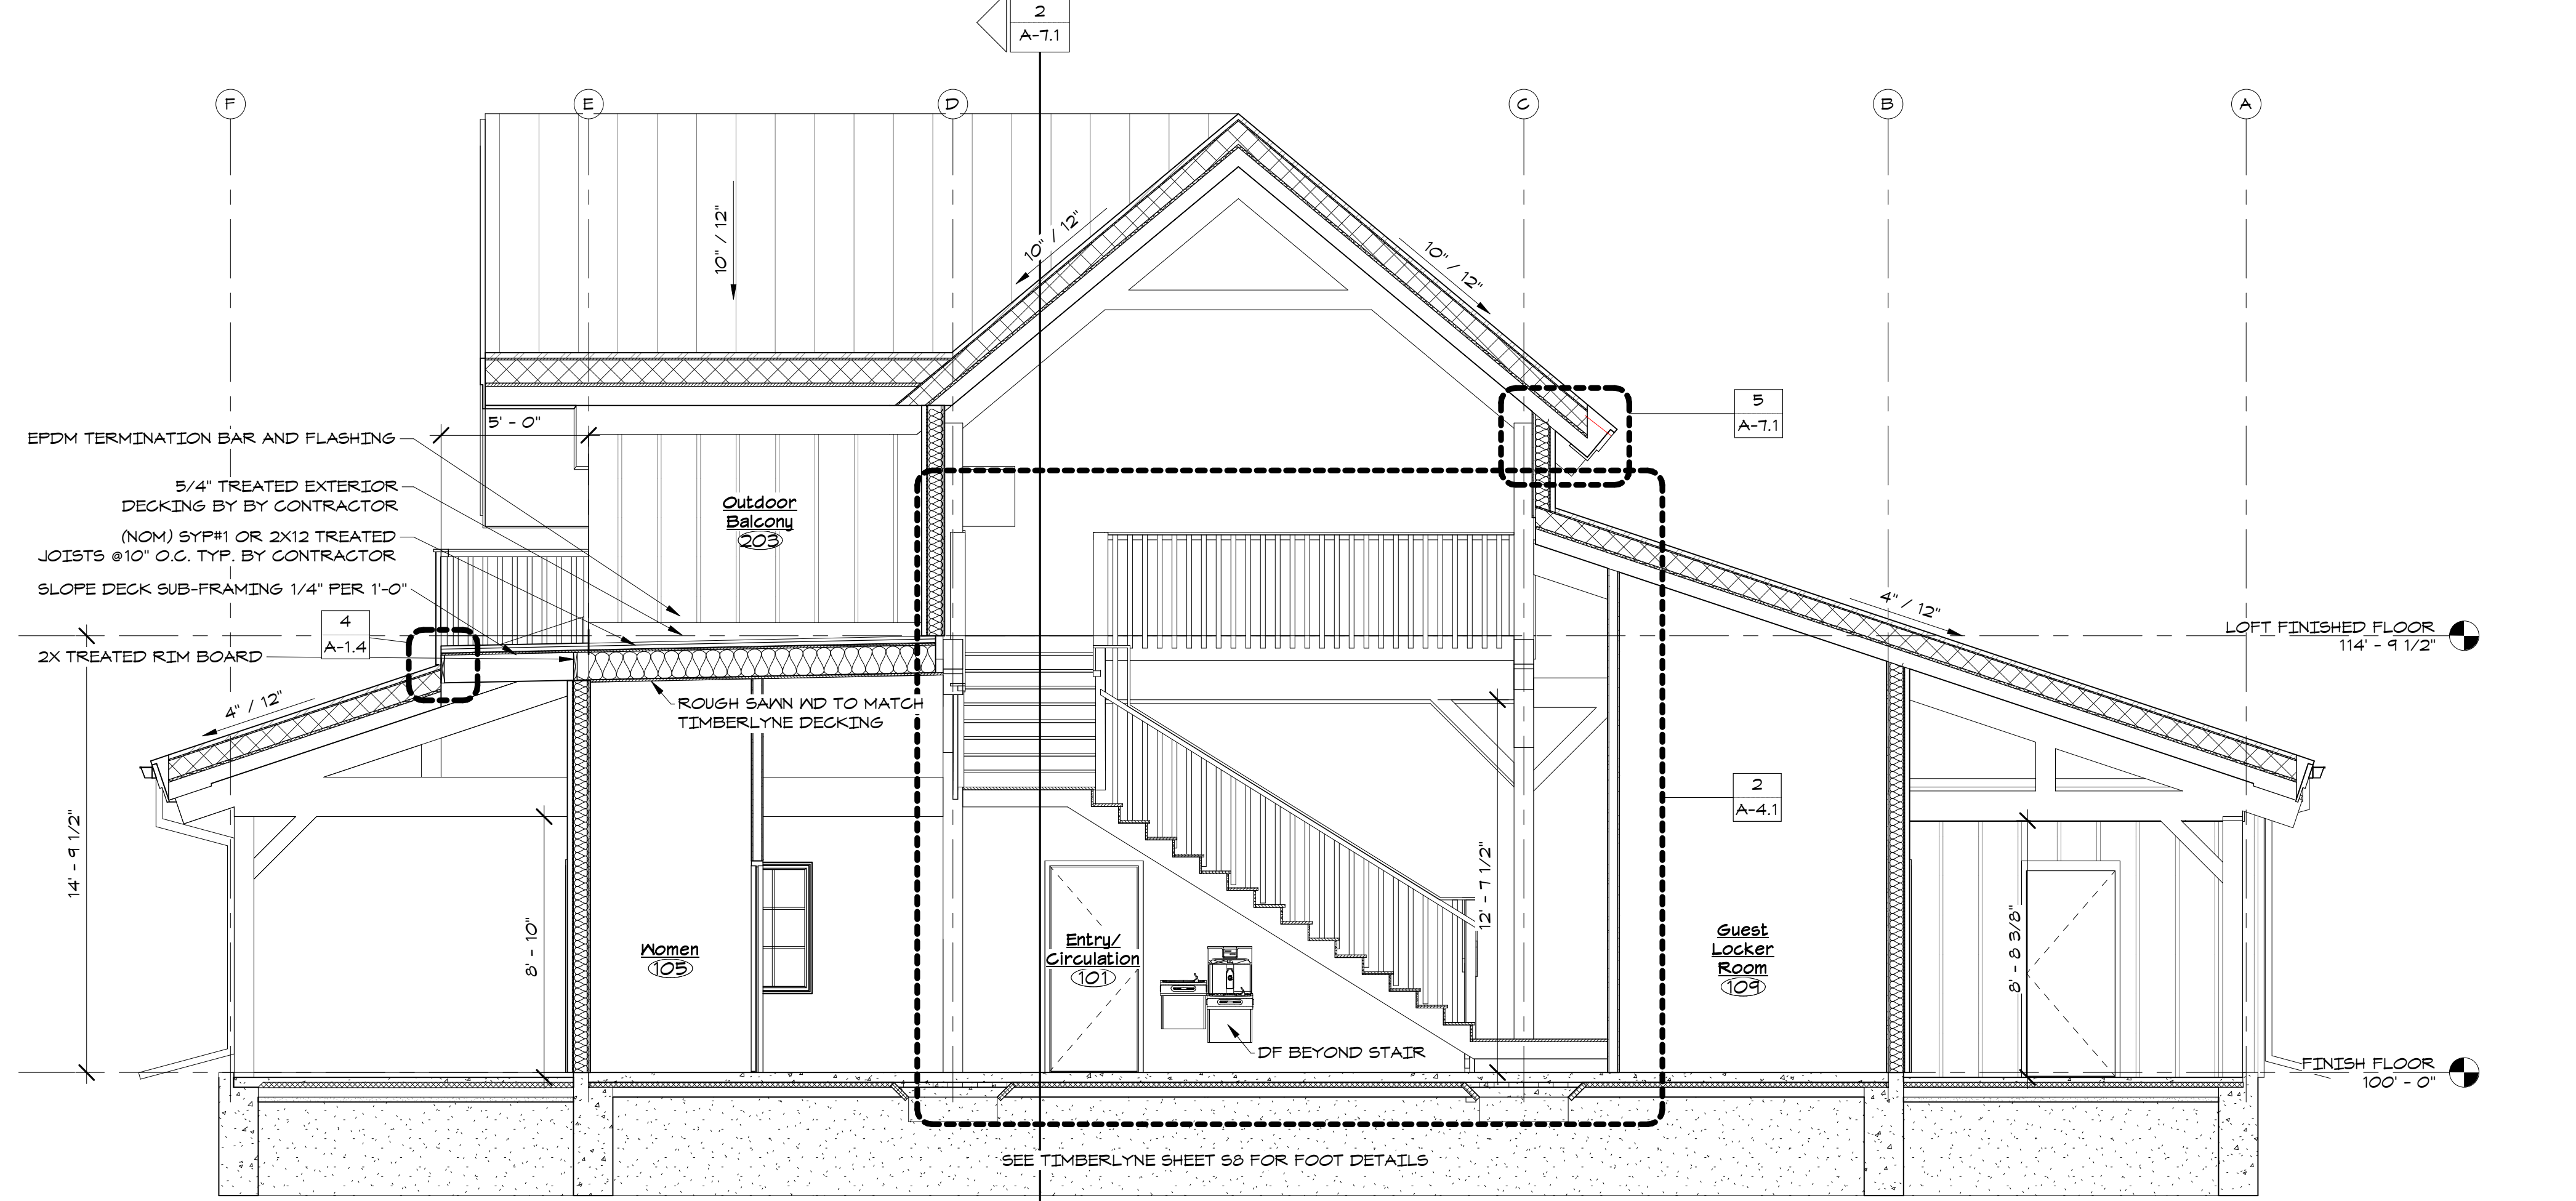 2
A-7.1
F
E
D
C
B
A
10" / 12"
10" / 12"
10" / 12"
5' - 0"
5
A-7.1
EPDM TERMINATION BAR AND FLASHING
5/4" TREATED EXTERIOR
DECKING BY BY CONTRACTOR
(NOM) SYP#1 OR 2X12 TREATED
JOISTS @10" O.C. TYP. BY CONTRACTOR
SLOPE DECK SUB-FRAMING 1/4" PER 1'-0"
4
A-1.4
2X TREATED RIM BOARD
Outdoor
Balcony
203
4" / 12"
4" / 12"
LOFT FINISHED FLOOR
114' - 9 1/2"
ROUGH SAWN WD TO MATCH
TIMBERLYNE DECKING
2
A-4.1
14' - 9 1/2"
8' - 10"
12' - 7 1/2"
8' - 8 3/8"
Women
105
Entry/
Circulation
101
Guest
Locker
Room
109
DF BEYOND STAIR
FINISH FLOOR
100' - 0"
SEE TIMBERLYNE SHEET S8 FOR FOOT DETAILS